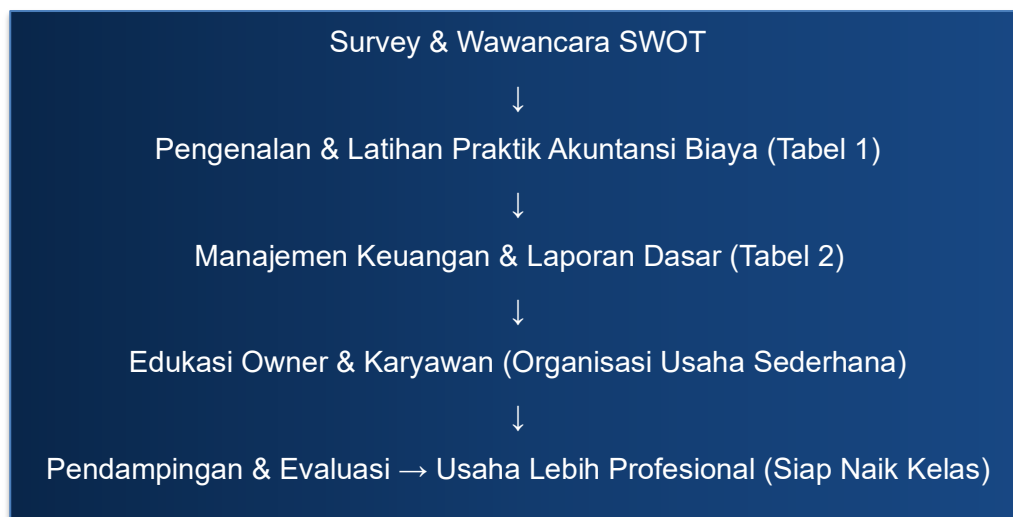 Survey & Wawancara SWOT
↓
Pengenalan & Latihan Praktik Akuntansi Biaya (Tabel 1)
↓
Manajemen Keuangan & Laporan Dasar (Tabel 2)
↓
Edukasi Owner & Karyawan (Organisasi Usaha Sederhana)
↓
Pendampingan & Evaluasi → Usaha Lebih Profesional (Siap Naik Kelas)